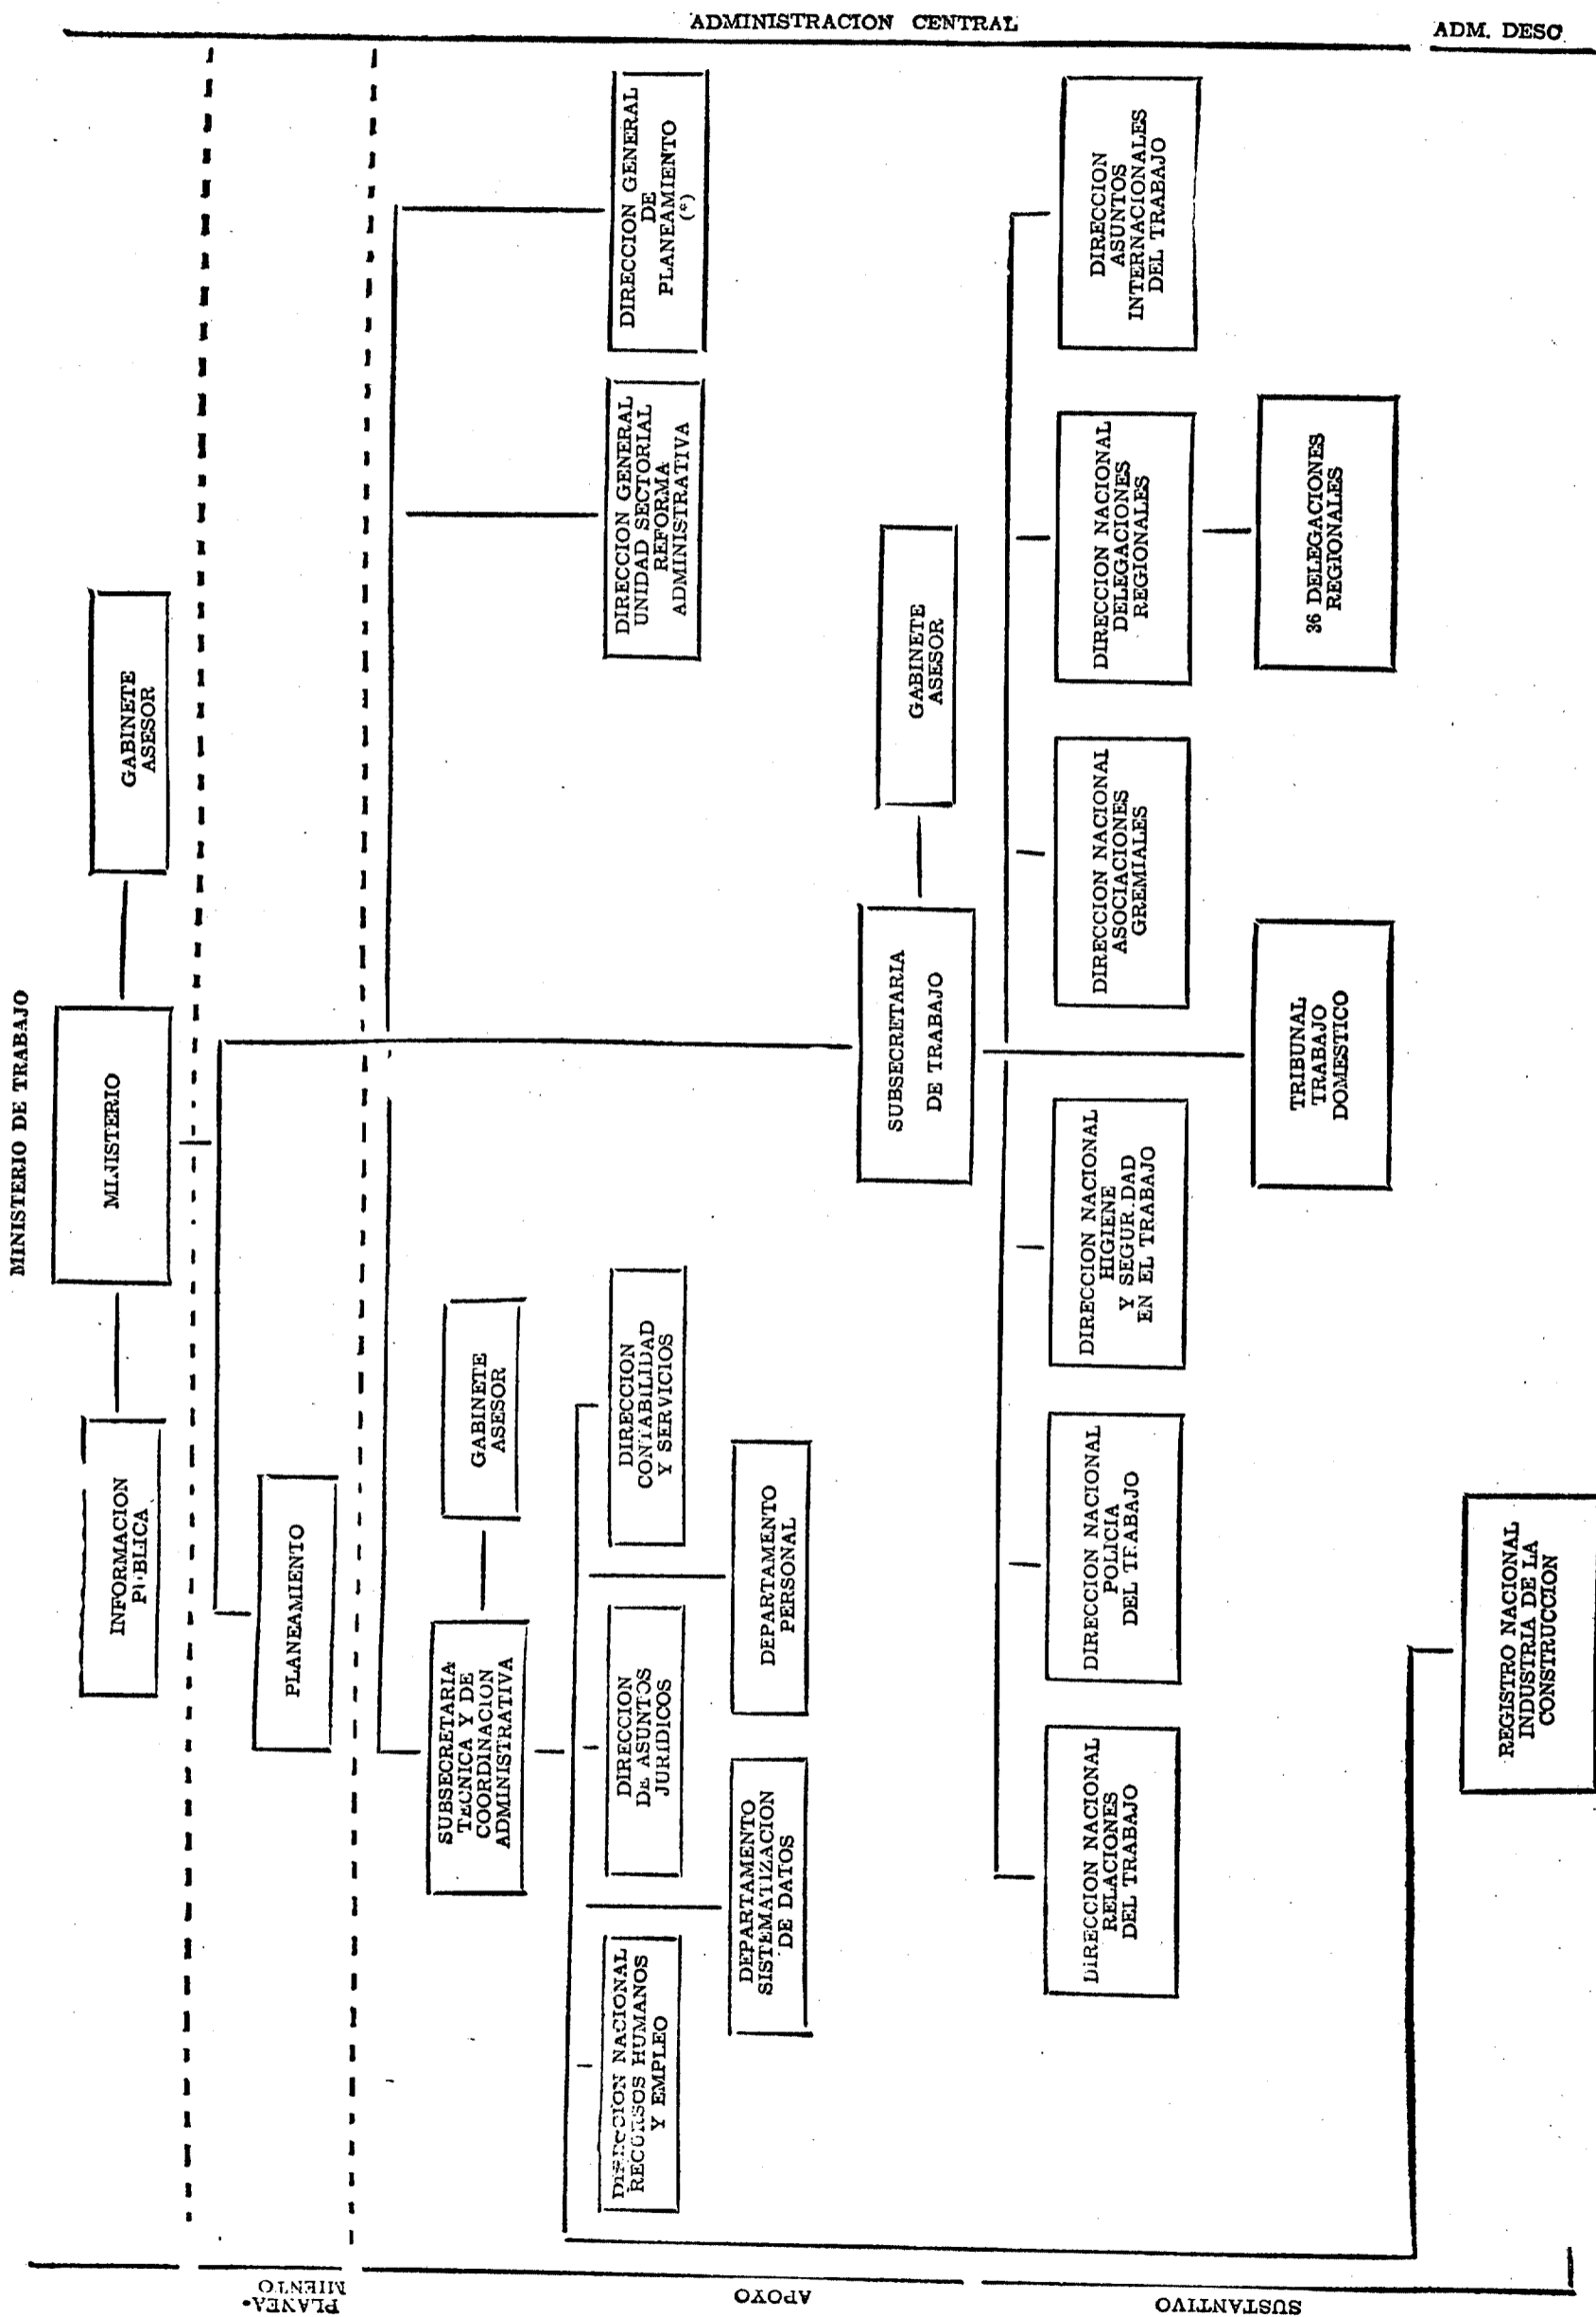 MINISTERIO DE TRABAJO
ADMINISTRACION CENTRAL
ADM. DESC.
INFORMACION
PUBLICA
MINISTERIO
GABINETE
ASESOR
PLANEA-
MIENTO
PLANEAMIENTO
APOYO
SUBSECRETARIA
TECNICA Y DE
COORDINACION
ADMINISTRATIVA
GABINETE
ASESOR
DIRECCION NACIONAL
RECURSOS HUMANOS
Y EMPLEO
DIRECCION
DE ASUNTOS
JURIDICOS
DIRECCION
CONTABILIDAD
Y SERVICIOS
DIRECCION GENERAL
UNIDAD SECTORIAL
REFORMA
ADMINISTRATIVA
DIRECCION GENERAL
DE
PLANEAMIENTO
(*)
DEPARTAMENTO
SISTEMATIZACION
DE DATOS
DEPARTAMENTO
PERSONAL
SUBSECRETARIA
DE TRABAJO
GABINETE
ASESOR
SUSTANTIVO
DIRECCION NACIONAL
RELACIONES
DEL TRABAJO
DIRECCION NACIONAL
POLICIA
DEL TRABAJO
DIRECCION NACIONAL
HIGIENE
Y SEGURIDAD
EN EL TRABAJO
DIRECCION NACIONAL
ASOCIACIONES
GREMIALES
DIRECCION NACIONAL
DELEGACIONES
REGIONALES
DIRECCION
ASUNTOS
INTERNACIONALES
DEL TRABAJO
TRIBUNAL
TRABAJO
DOMESTICO
36 DELEGACIONES
REGIONALES
REGISTRO NACIONAL
INDUSTRIA DE LA
CONSTRUCCION